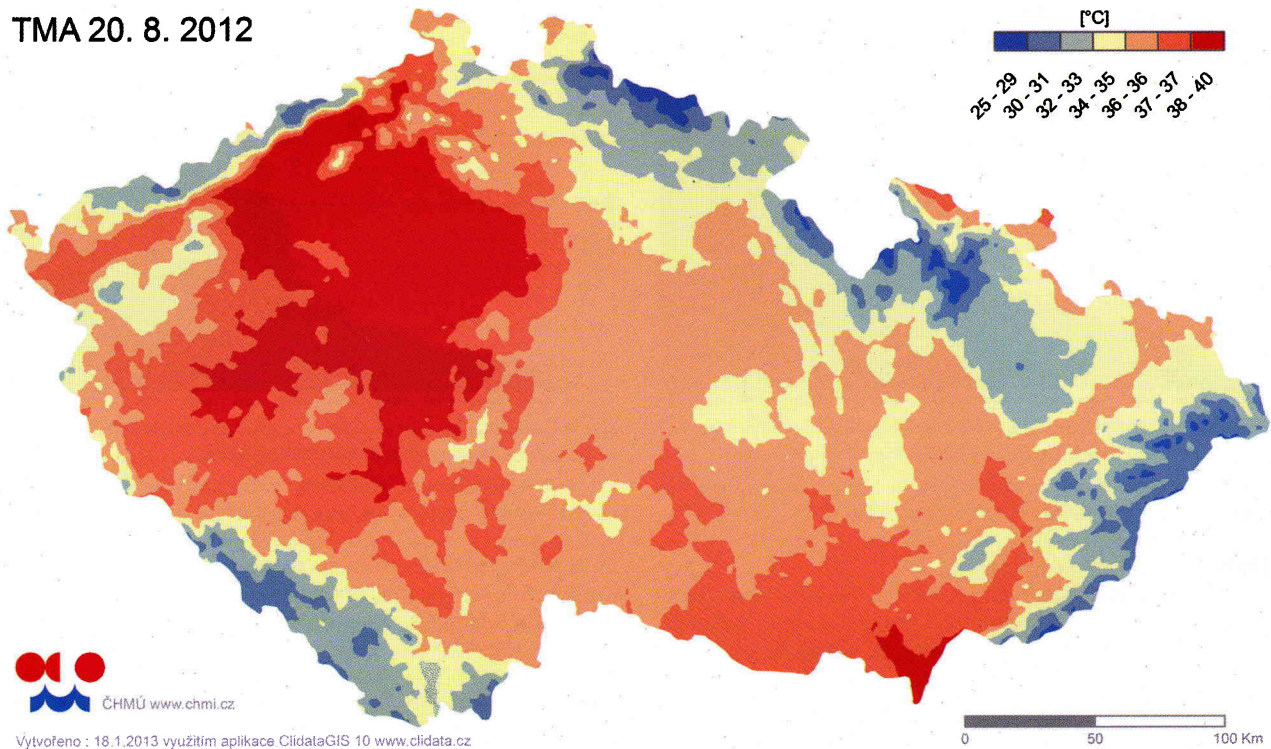 TMA 20. 8. 2012
[°C]
25 - 29
30 - 31
32 - 33
34 - 35
36 - 36
37 - 37
38 - 40
ČHMÚ www.chmi.cz
Vytvořeno : 18.1.2013 využitím aplikace ClidataGIS 10 www.clidata.cz
0 50 100 Km